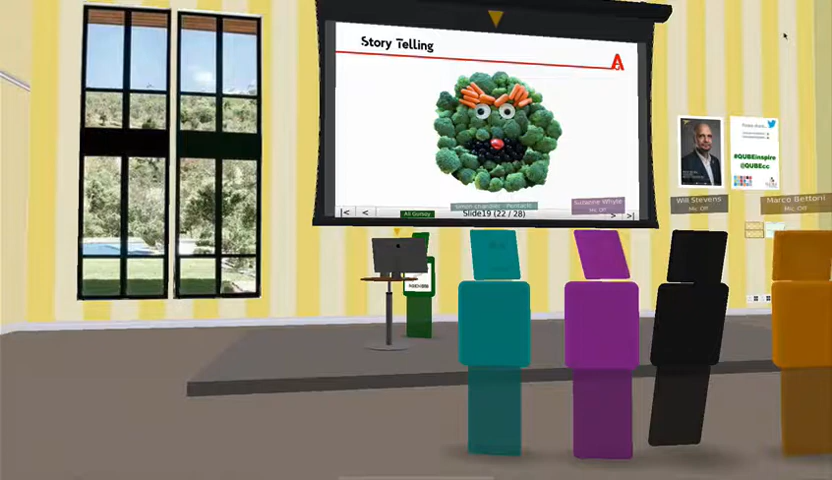 Story Telling
A
#QUBEinspire
@QUBEcc
Will Stevens
Mic Off
Marco Bettoni
Mic Off
Suzanne Whyte
Mic Off
|< <
Slide19 (22 / 28)
> >|